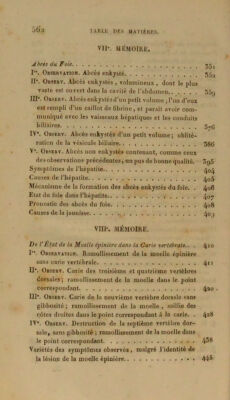 562 TABLE DES MATIÈRES.
VIIe. MÉMOIRE.
Abcès du Foie. 351
Ire. OBSERVATION. Abcès enkysté. 352
IIe. OBSERV. Abcès enkystés, volumineux, dont le plus
vaste est ouvert dans la cavité de l'abdomen. 359
IIIe. OBSERV. Abcès enkystés d'un petit volume, l'un d'eux
est rempli d'un caillot de fibrine, et paraît avoir com-
muniqué avec les vaisseaux hépatiques et les conduits
biliaires. 376
IVe. OBSERV. Abcès enkystés d'un petit volume; oblité-
ration de la vésicule biliaire. 386
Ve. OBSERV. Abcès non enkystés contenant, comme ceux
des observations précédentes, un pus de bonne qualité. 395
Symptômes de l'hépatite. 404
Causes de l'hépatite. 405
Mécanisme de la formation des abcès enkystés du foie. 406
État du foie dans l'hépatite. 407
Pronostic des abcès du foie. 408
Causes de la jaunisse. 409
VIIIe. MÉMOIRE.
De l'État de la Moelle épinière dans la Carie vertébrale. 410
Ire. OBSERVATION. Ramollissement de la moelle épinière
sans carie vertébrale. 411
IIe. OBSERV. Carie des troisième et quatrième vertèbres
dorsales; ramollissement de la moelle dans le point
correspondant. 420
IIIe. OBSERV. Carie de la neuvième vertèbre dorsale sans
gibbosité; ramollissement de la moelle, saillie des
côtes droites dans le point correspondant à la carie. 428
IVe. OBSERV. Destruction de la septième vertèbre dor-
sale, sans gibbosité; ramollissement de la moelle dans
le point correspondant. 438
Variétés des symptômes observés, malgré l'identité de
la lésion de la moelle épinière. 445